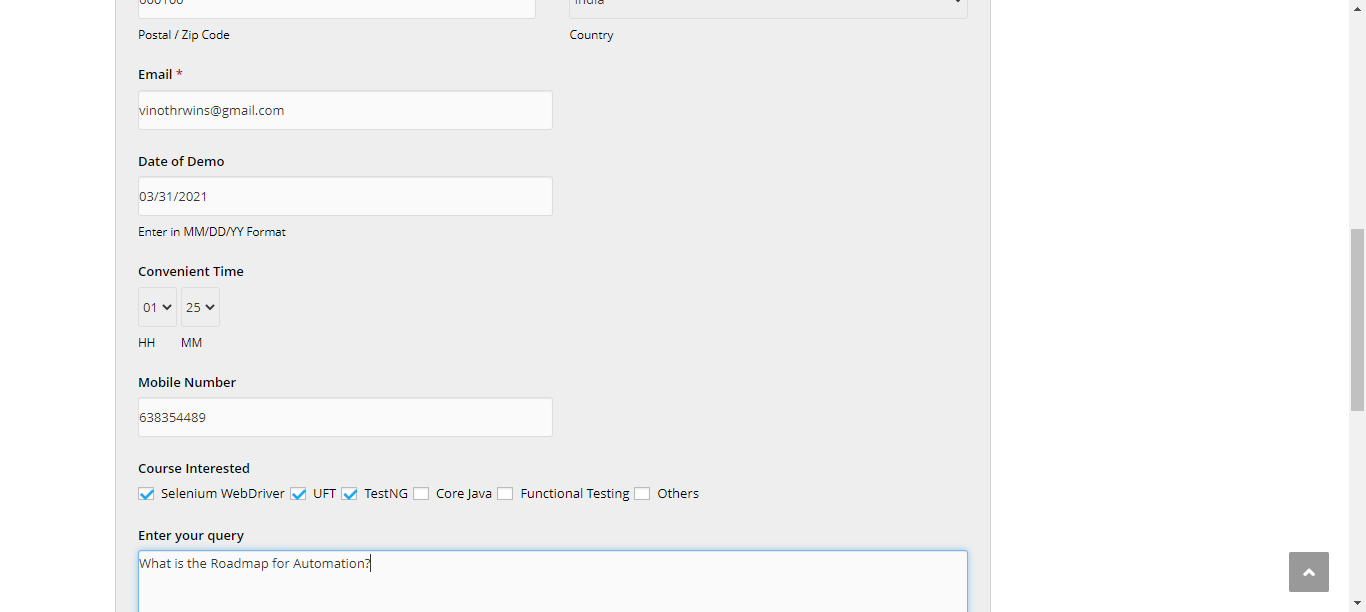 600100 India
Postal / Zip Code Country
Email *
vinothrwins@gmail.com
Date of Demo
03/31/2021
Enter in MM/DD/YY Format
Convenient Time
01 25
HH MM
Mobile Number
638354489
Course Interested
Selenium WebDriver UFT TestNG Core Java Functional Testing Others
Enter your query
What is the Roadmap for Automation?